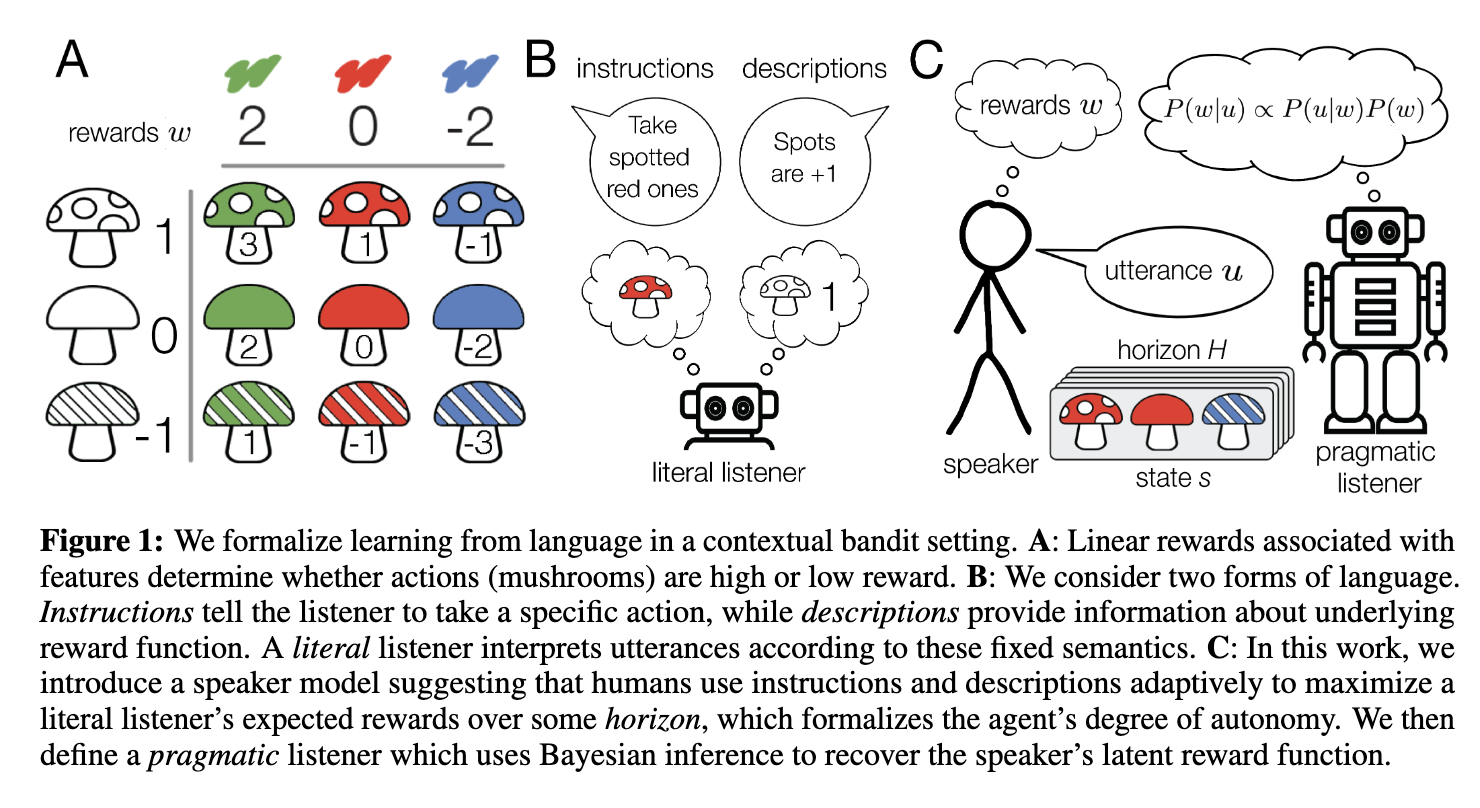 A
rewards w
2 0 -2
1
3 1 -1
0
2 0 -2
-1
1 -1 -3
B
instructions descriptions
Take
spotted
red ones
Spots
are +1
1
literal listener
C
rewards w
P(w|u) ∝ P(u|w)P(w)
utterance u
horizon H
speaker
state s
pragmatic
listener
Figure 1: We formalize learning from language in a contextual bandit setting. A: Linear rewards associated with
features determine whether actions (mushrooms) are high or low reward. B: We consider two forms of language.
Instructions tell the listener to take a specific action, while descriptions provide information about underlying
reward function. A literal listener interprets utterances according to these fixed semantics. C: In this work, we
introduce a speaker model suggesting that humans use instructions and descriptions adaptively to maximize a
literal listener's expected rewards over some horizon, which formalizes the agent's degree of autonomy. We then
define a pragmatic listener which uses Bayesian inference to recover the speaker's latent reward function.